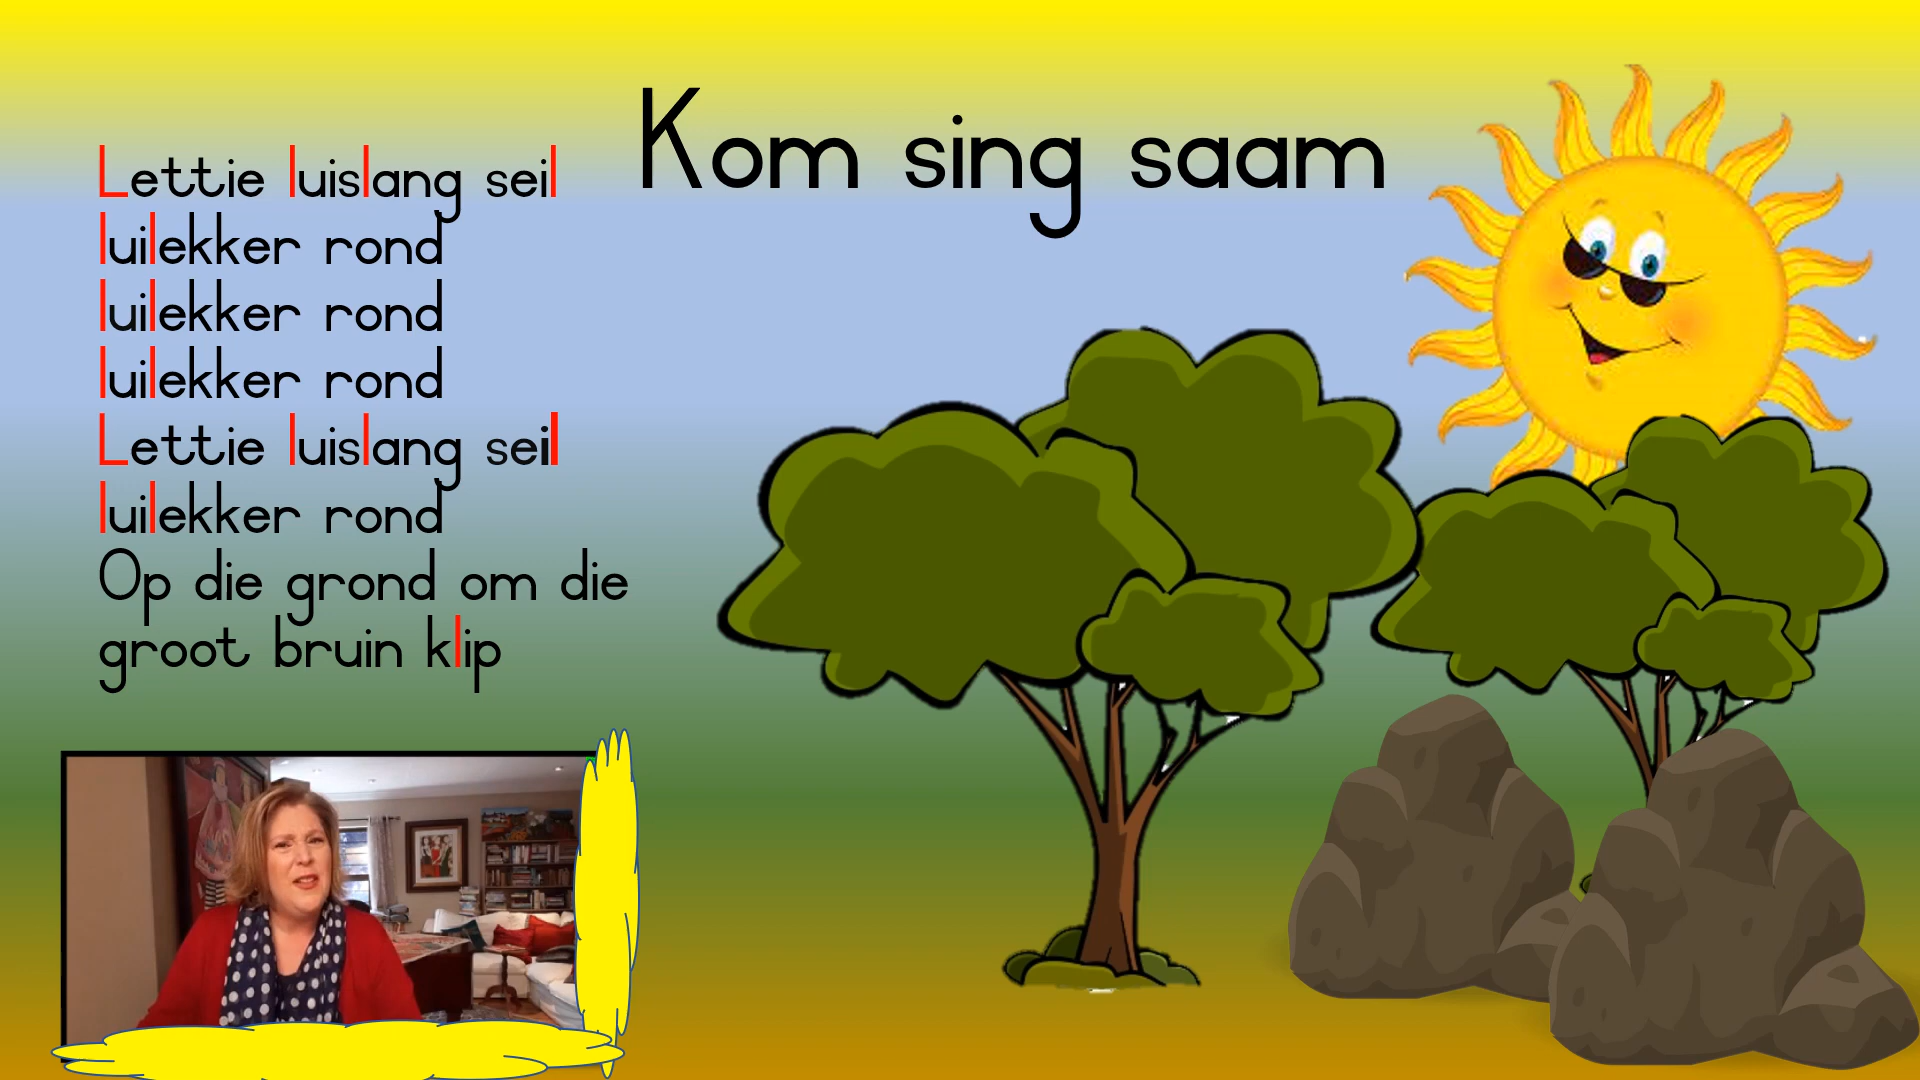 Kom sing saam
Lettie luislang seil
luilekker rond
luilekker rond
luilekker rond
Lettie luislang seil
luilekker rond
Op die grond om die
groot bruin klip